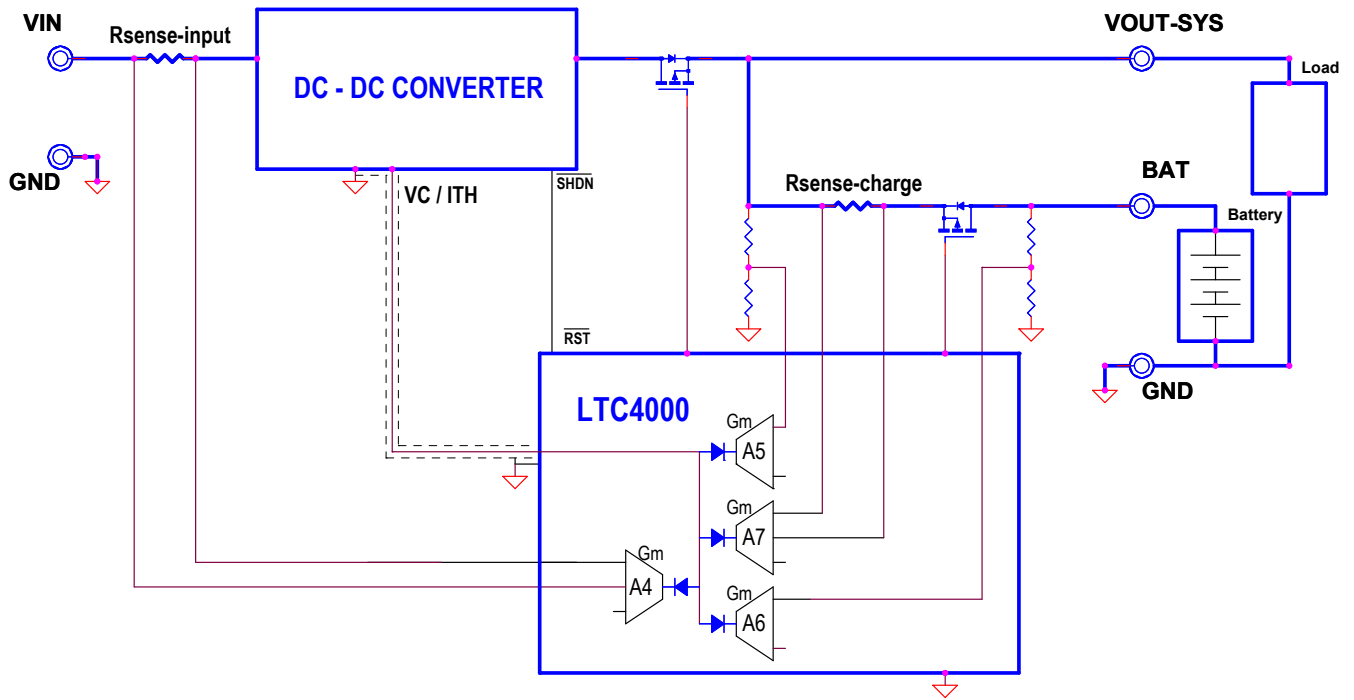 VIN
Rsense-input
DC - DC CONVERTER
VOUT-SYS
Load
GND
VC / ITH
SHDN
Rsense-charge
BAT
Battery
RST
GND
LTC4000
Gm
A5
Gm
A7
Gm
A4
Gm
A6